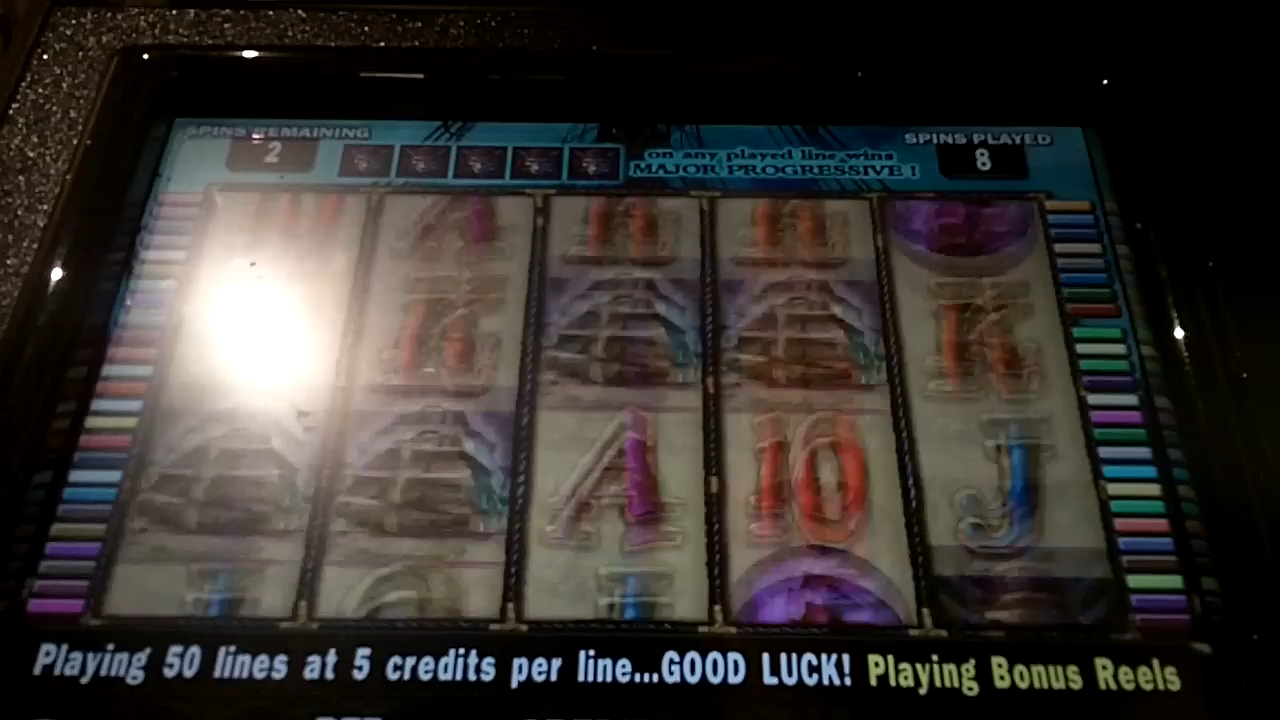 SPINS REMAINING
2
on any played line wins
MAJOR PROGRESSIVE !
SPINS PLAYED
8
A
K
K
A
10
J
J
J
Playing 50 lines at 5 credits per line...GOOD LUCK! Playing Bonus Reels